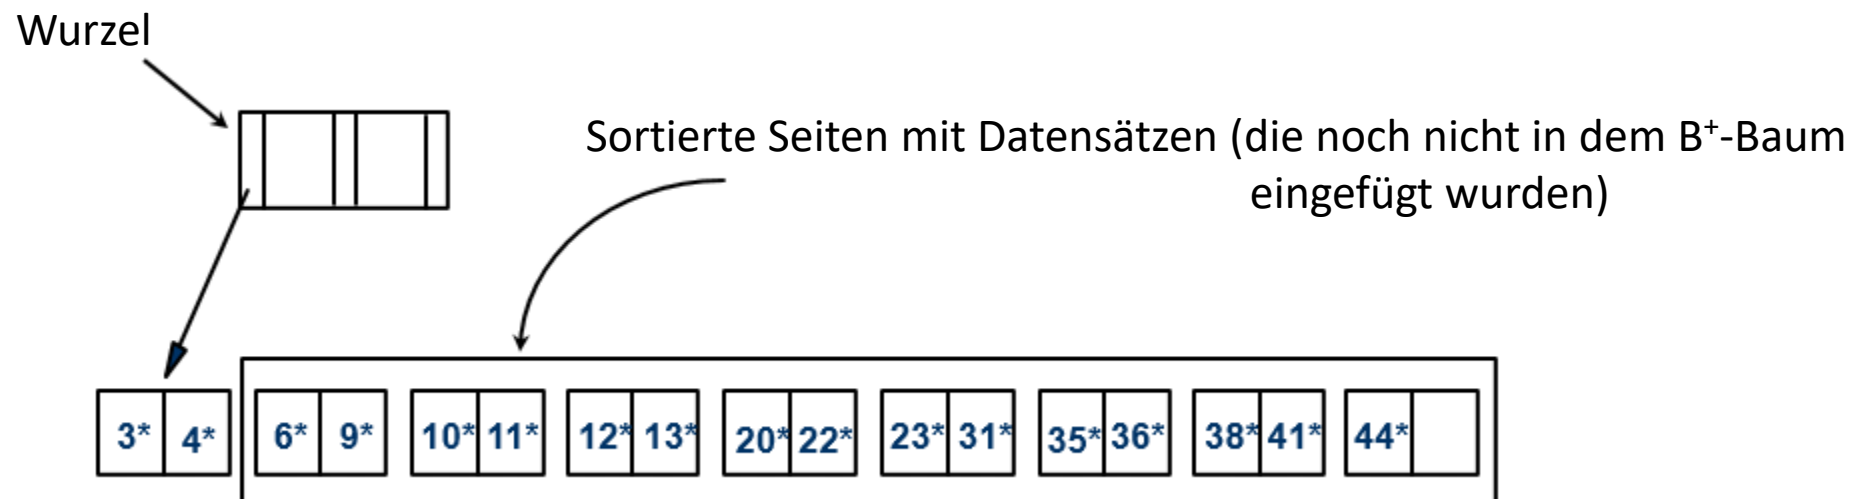 Wurzel
Sortierte Seiten mit Datensätzen (die noch nicht in dem B⁺-Baum
eingefügt wurden)
3* 4* 6* 9* 10* 11* 12* 13* 20* 22* 23* 31* 35* 36* 38* 41* 44*